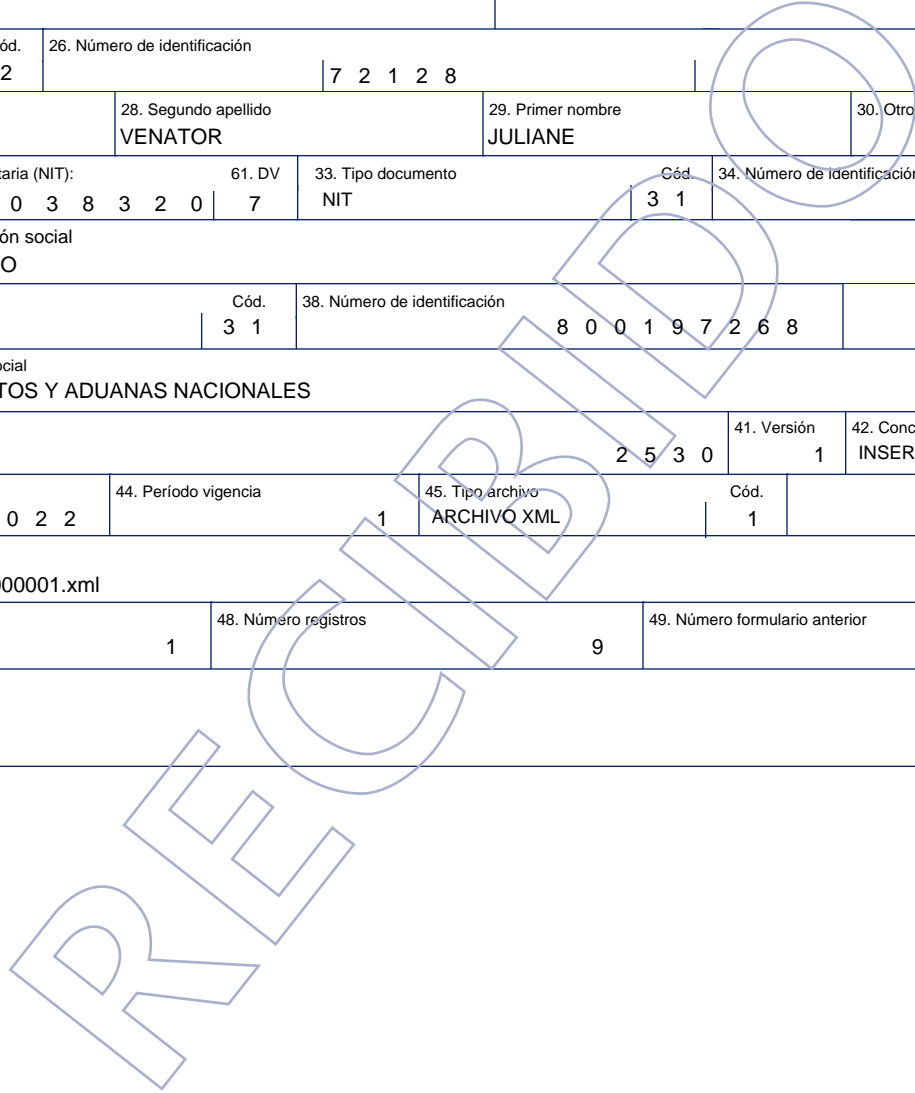 ód. 26. Número de identificación
2 7 2 1 2 8
28. Segundo apellido 29. Primer nombre 30. Otro
VENATOR JULIANE
taria (NIT): 61. DV 33. Tipo documento Cód. 34. Número de identificación
0 3 8 3 2 0 7 NIT 3 1
ón social
O
Cód. 38. Número de identificación
3 1 8 0 0 1 9 7 2 6 8
ocial
TOS Y ADUANAS NACIONALES
41. Versión 42. Conc
2 5 3 0 1 INSER
44. Período vigencia 45. Tipo archivo Cód.
0 2 2 1 ARCHIVO XML 1
000001.xml
48. Número registros 49. Número formulario anterior
1 9
RECIBIDO